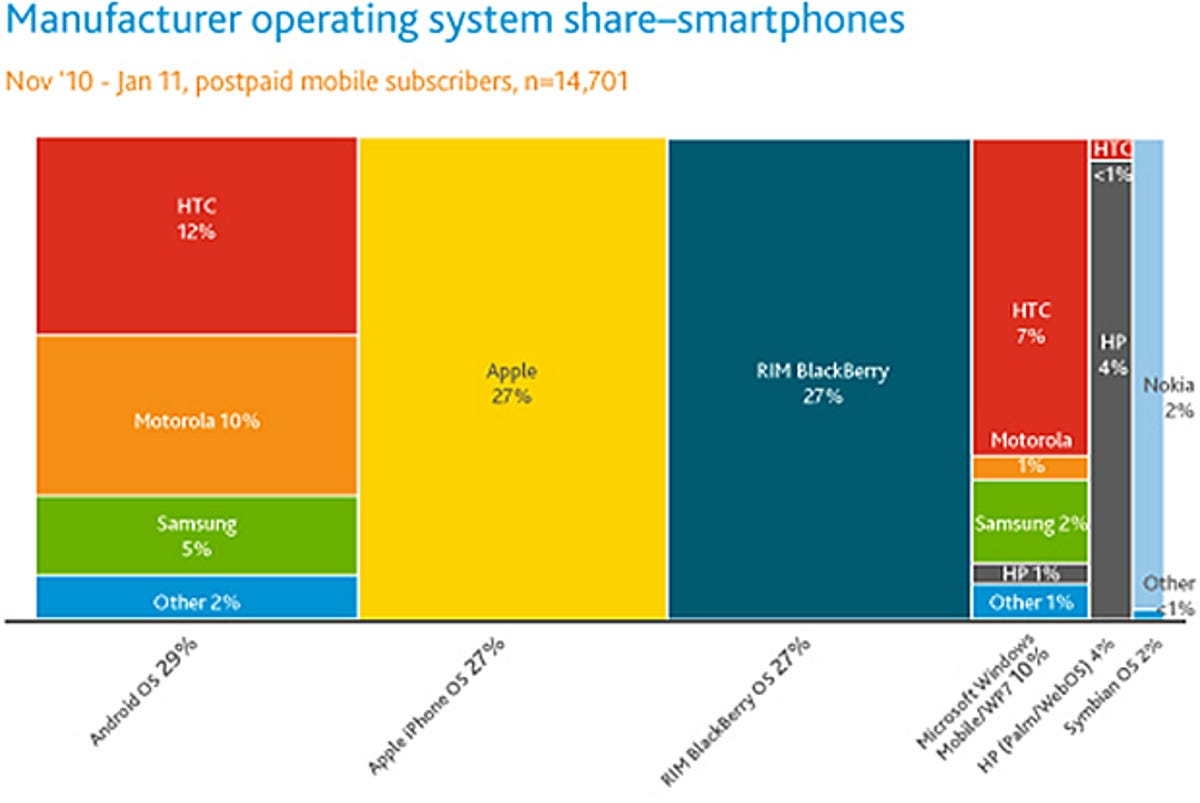 Manufacturer operating system share–smartphones
Nov '10 - Jan 11, postpaid mobile subscribers, n=14,701
HTC
12%
Motorola 10%
Samsung
5%
Other 2%
Apple
27%
RIM BlackBerry
27%
HTC
7%
Motorola
1%
Samsung 2%
HP 1%
Other 1%
HTC
<1%
HP
4%
Nokia
2%
Other
<1%
Android OS 29%
Apple iPhone OS 27%
RIM BlackBerry OS 27%
Microsoft Windows
Mobile/WP7 10%
HP (Palm/WebOS) 4%
Symbian OS 2%